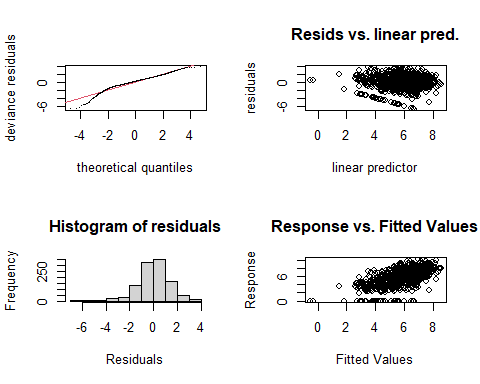 deviance residuals
-6
0
-4
-2
0
2
4
theoretical quantiles
Resids vs. linear pred.
residuals
-6
0
0
2
4
6
8
linear predictor
Histogram of residuals
Frequency
0
250
-6
-4
-2
0
2
4
Residuals
Response vs. Fitted Values
Response
0
6
0
2
4
6
8
Fitted Values